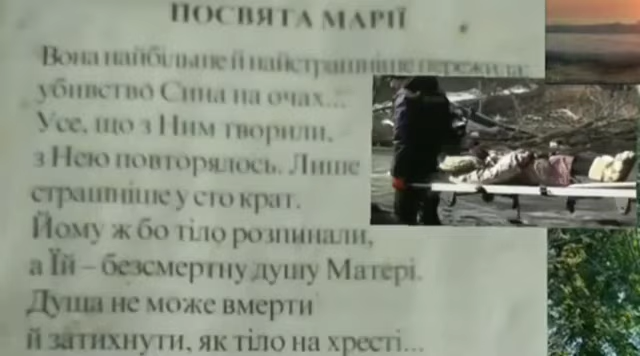 ПОСВЯТА МАРІЇ
Вона найбільше й найстрашніше пережила
убивство Сина на очах...
Усе, що з Ним творили,
з Нею повторялось. Лише
страшніше у сто крат.
Йому ж бо тіло розпинали,
а Їй – безсмертну душу Матері.
Душа не може вмерти
й затихнути, як тіло на хресті...